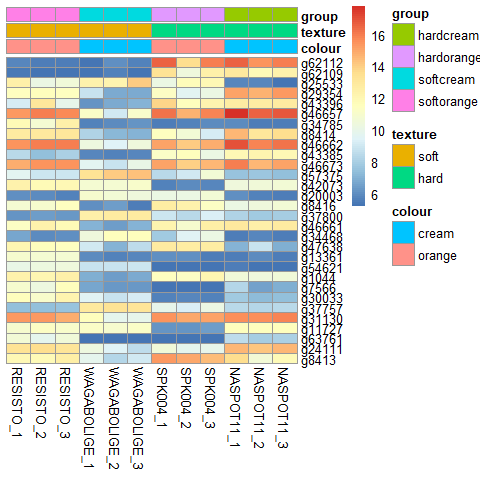 group
texture
colour
g62112
g62109
g25533
g29354
g43396
g46657
g34785
g8414
g46662
g43385
g46673
g57375
g42073
g20003
g8416
g37800
g46661
g34468
g47638
g13361
g54621
g1044
g7566
g30033
g37757
g31130
g11727
g63761
g24111
g8413
RESISTO_1
RESISTO_2
RESISTO_3
WAGABOLIGE_1
WAGABOLIGE_2
WAGABOLIGE_3
SPK004_1
SPK004_2
SPK004_3
NASPOT11_1
NASPOT11_2
NASPOT11_3
16
14
12
10
8
6
group
hardcream
hardorange
softcream
softorange
texture
soft
hard
colour
cream
orange